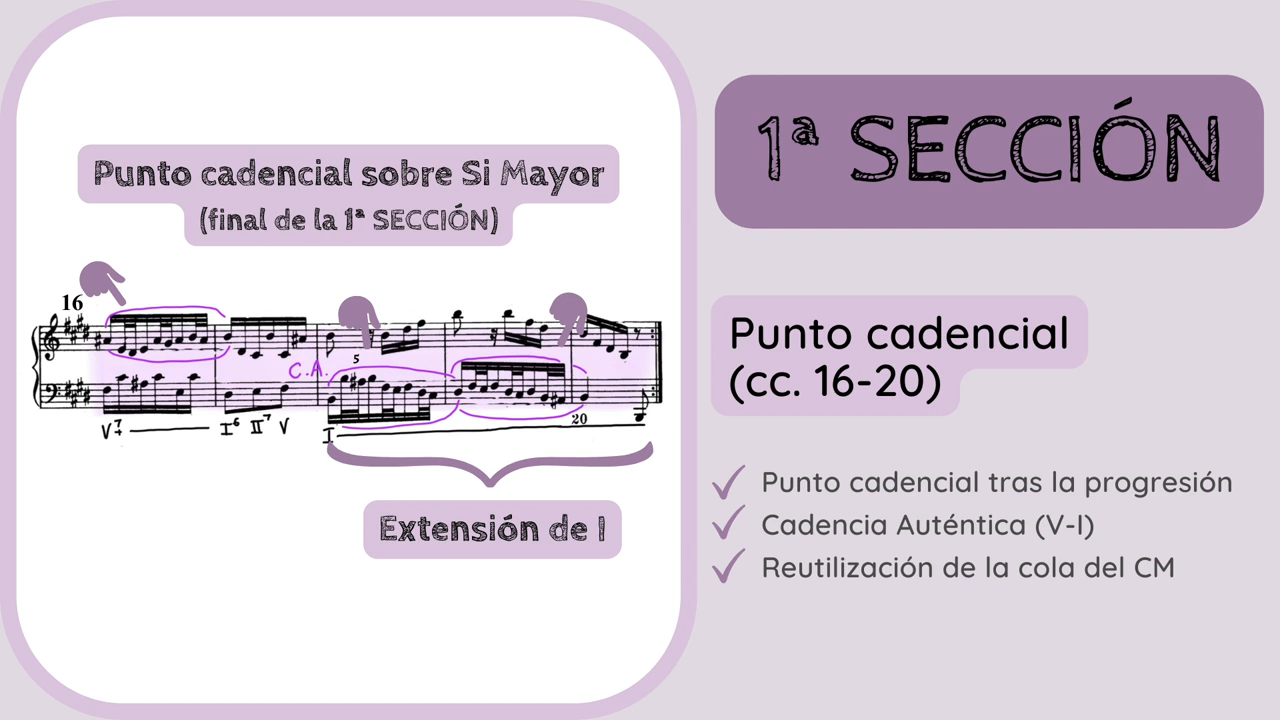 Punto cadencial sobre Si Mayor
(final de la 1ª SECCIÓN)
16
5
C.A.
20
V7+ I6 II7 V I
Extensión de I
1ª SECCIÓN
Punto cadencial
(cc. 16-20)
Punto cadencial tras la progresión
Cadencia Auténtica (V-I)
Reutilización de la cola del CM